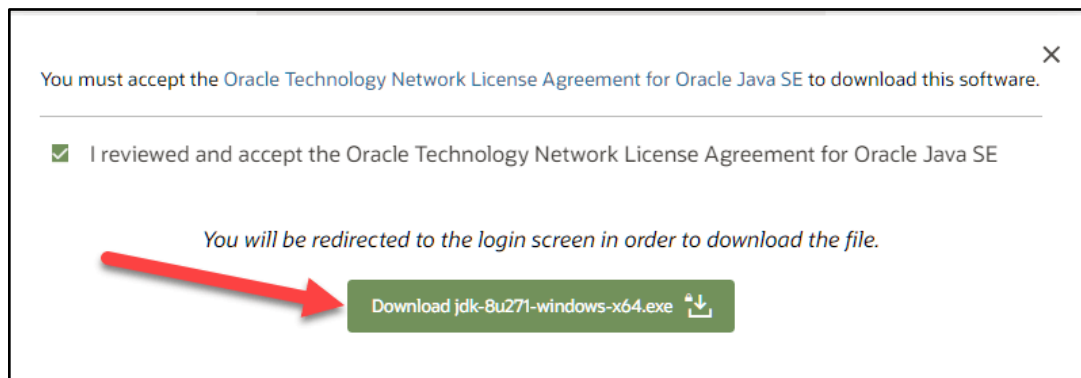 You must accept the Oracle Technology Network License Agreement for Oracle Java SE to download this software.
I reviewed and accept the Oracle Technology Network License Agreement for Oracle Java SE
You will be redirected to the login screen in order to download the file.
Download jdk-8u271-windows-x64.exe